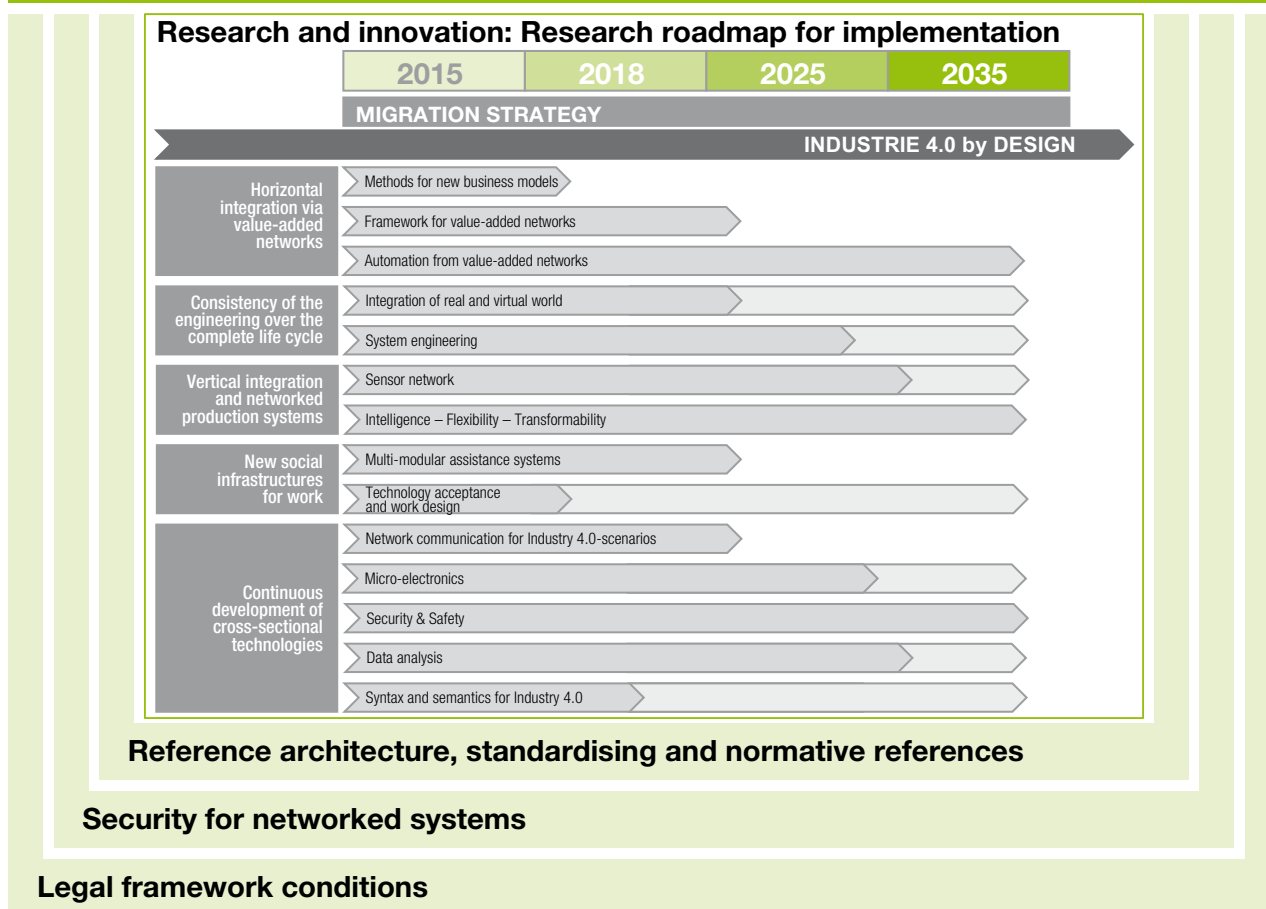 Research and innovation: Research roadmap for implementation
2015 2018 2025 2035
MIGRATION STRATEGY
INDUSTRIE 4.0 by DESIGN
Horizontal
integration via
value-added
networks
Methods for new business models
Framework for value-added networks
Automation from value-added networks
Consistency of the
engineering over the
complete life cycle
Integration of real and virtual world
System engineering
Vertical integration
and networked
production systems
Sensor network
Intelligence – Flexibility – Transformability
New social
infrastructures
for work
Multi-modular assistance systems
Technology acceptance
and work design
Continuous
development of
cross-sectional
technologies
Network communication for Industry 4.0-scenarios
Micro-electronics
Security & Safety
Data analysis
Syntax and semantics for Industry 4.0
Reference architecture, standardising and normative references
Security for networked systems
Legal framework conditions